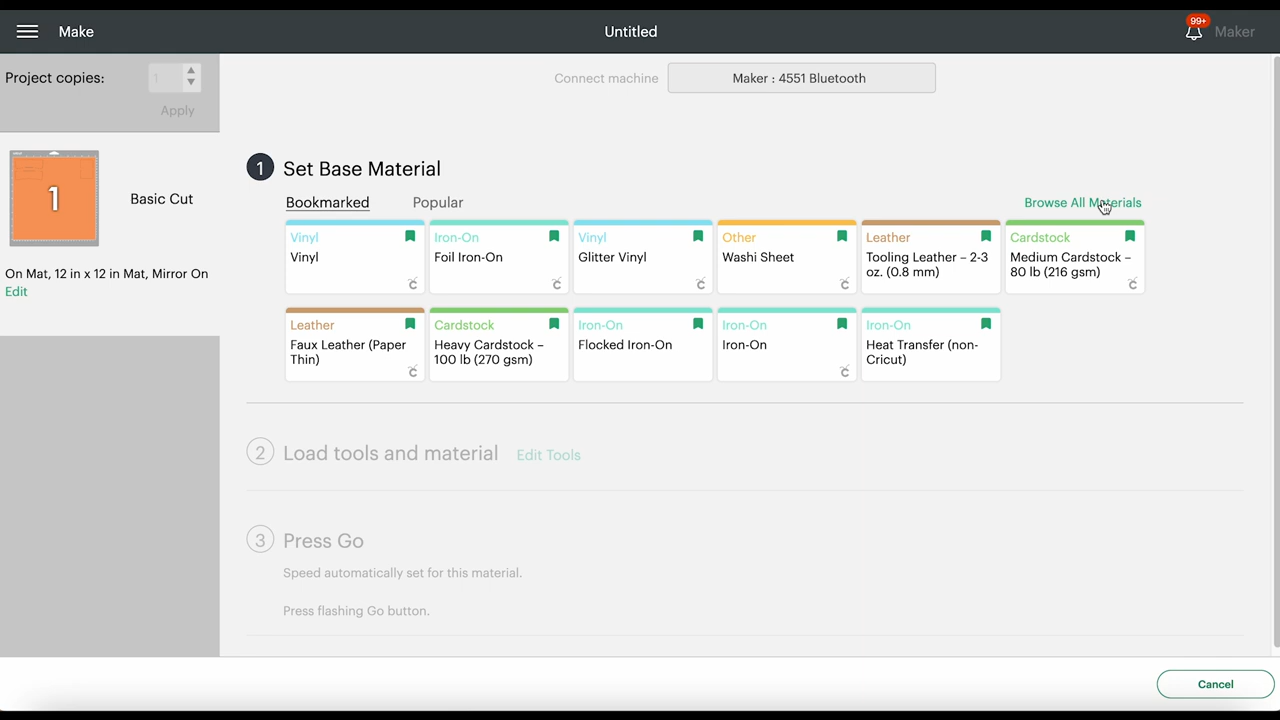 Make
Untitled
99+
Maker
Project copies:
1
Apply
Connect machine
Maker : 4551 Bluetooth
1
Basic Cut
On Mat, 12 in x 12 in Mat, Mirror On
Edit
1 Set Base Material
Bookmarked
Popular
Browse All Materials
Vinyl
Vinyl
Iron-On
Foil Iron-On
Vinyl
Glitter Vinyl
Other
Washi Sheet
Leather
Tooling Leather – 2-3
oz. (0.8 mm)
Cardstock
Medium Cardstock –
80 lb (216 gsm)
Leather
Faux Leather (Paper
Thin)
Cardstock
Heavy Cardstock –
100 lb (270 gsm)
Iron-On
Flocked Iron-On
Iron-On
Iron-On
Iron-On
Heat Transfer (non-
Cricut)
2 Load tools and material
Edit Tools
3 Press Go
Speed automatically set for this material.
Press flashing Go button.
Cancel